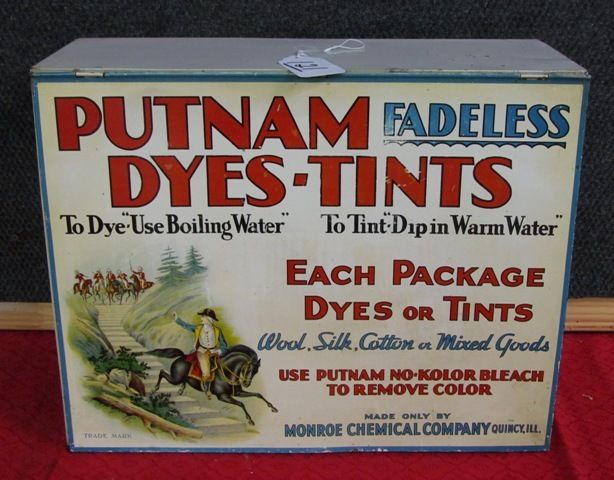 PUTNAM FADELESS
DYES-TINTS
To Dye-"Use Boiling Water" To Tint-"Dip in Warm Water"
EACH PACKAGE
DYES OR TINTS
Wool, Silk, Cotton or Mixed Goods
USE PUTNAM NO-KOLOR BLEACH
TO REMOVE COLOR
MADE ONLY BY
MONROE CHEMICAL COMPANY QUINCY, ILL.
TRADE MARK